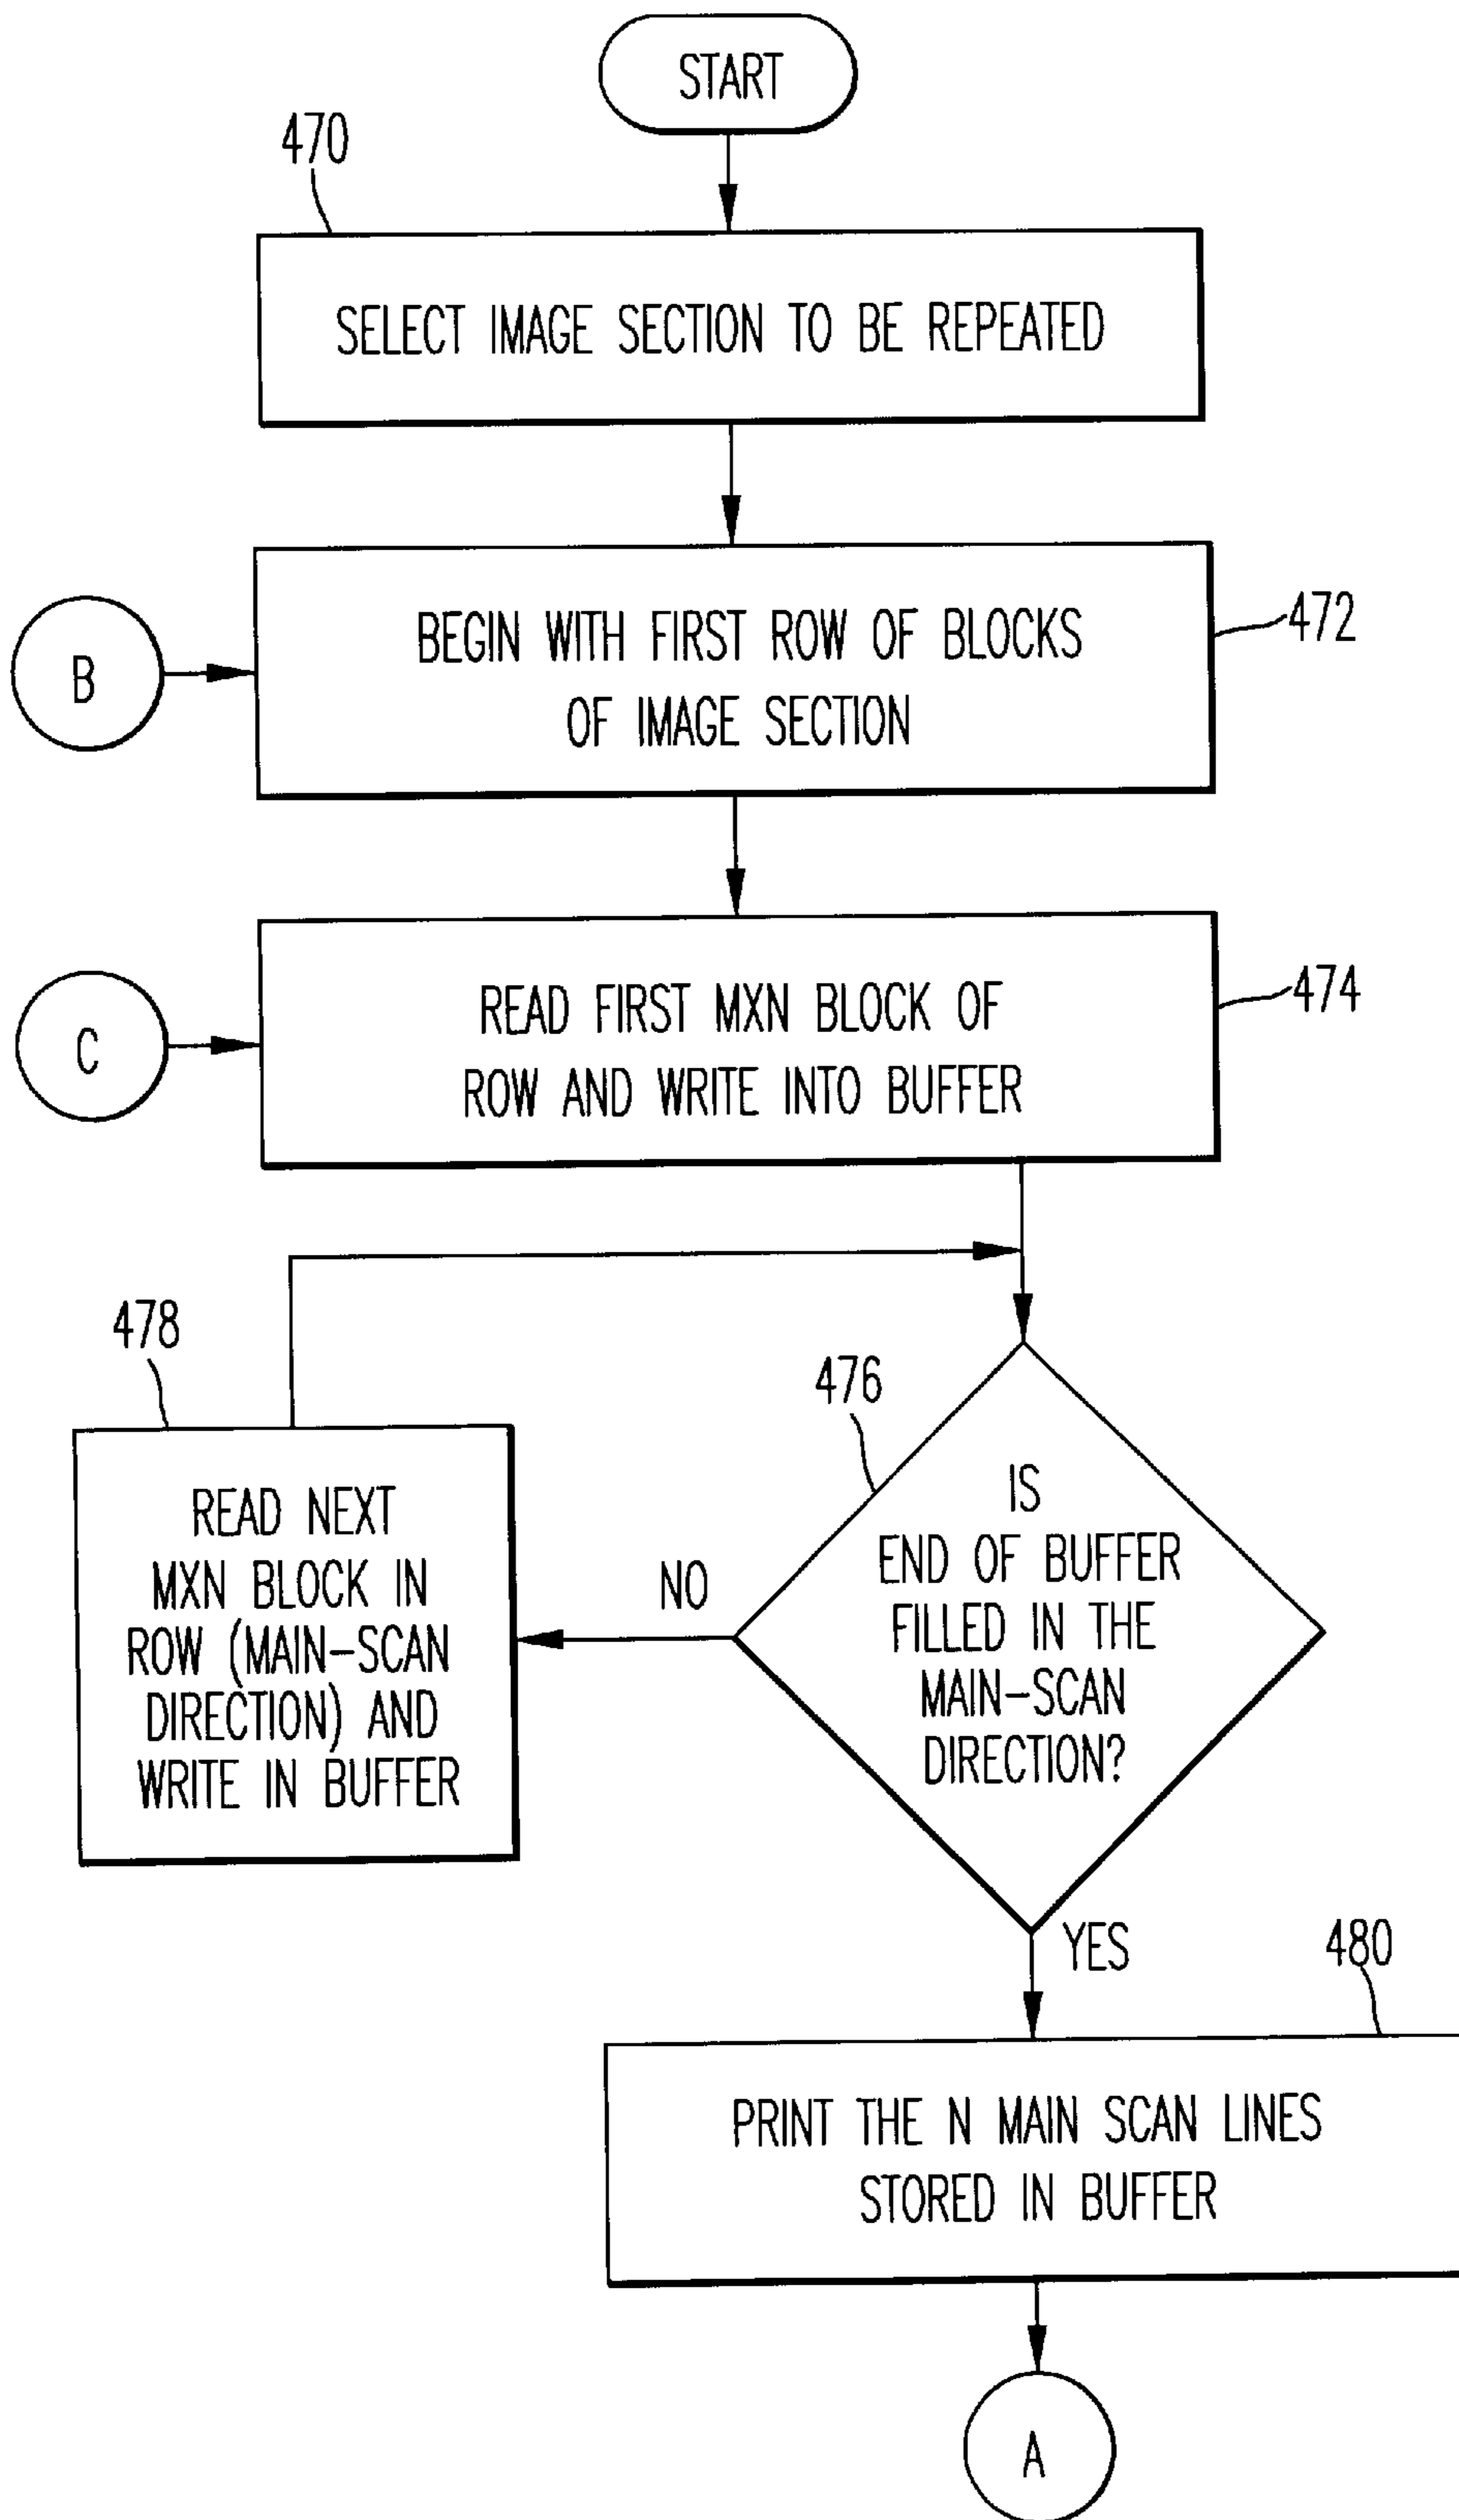 START
470
SELECT IMAGE SECTION TO BE REPEATED
BEGIN WITH FIRST ROW OF BLOCKS
OF IMAGE SECTION
472
B
READ FIRST MXN BLOCK OF
ROW AND WRITE INTO BUFFER
474
C
478
476
READ NEXT
MXN BLOCK IN
ROW (MAIN-SCAN
DIRECTION) AND
WRITE IN BUFFER
NO
IS
END OF BUFFER
FILLED IN THE
MAIN-SCAN
DIRECTION?
YES
480
PRINT THE N MAIN SCAN LINES
STORED IN BUFFER
A